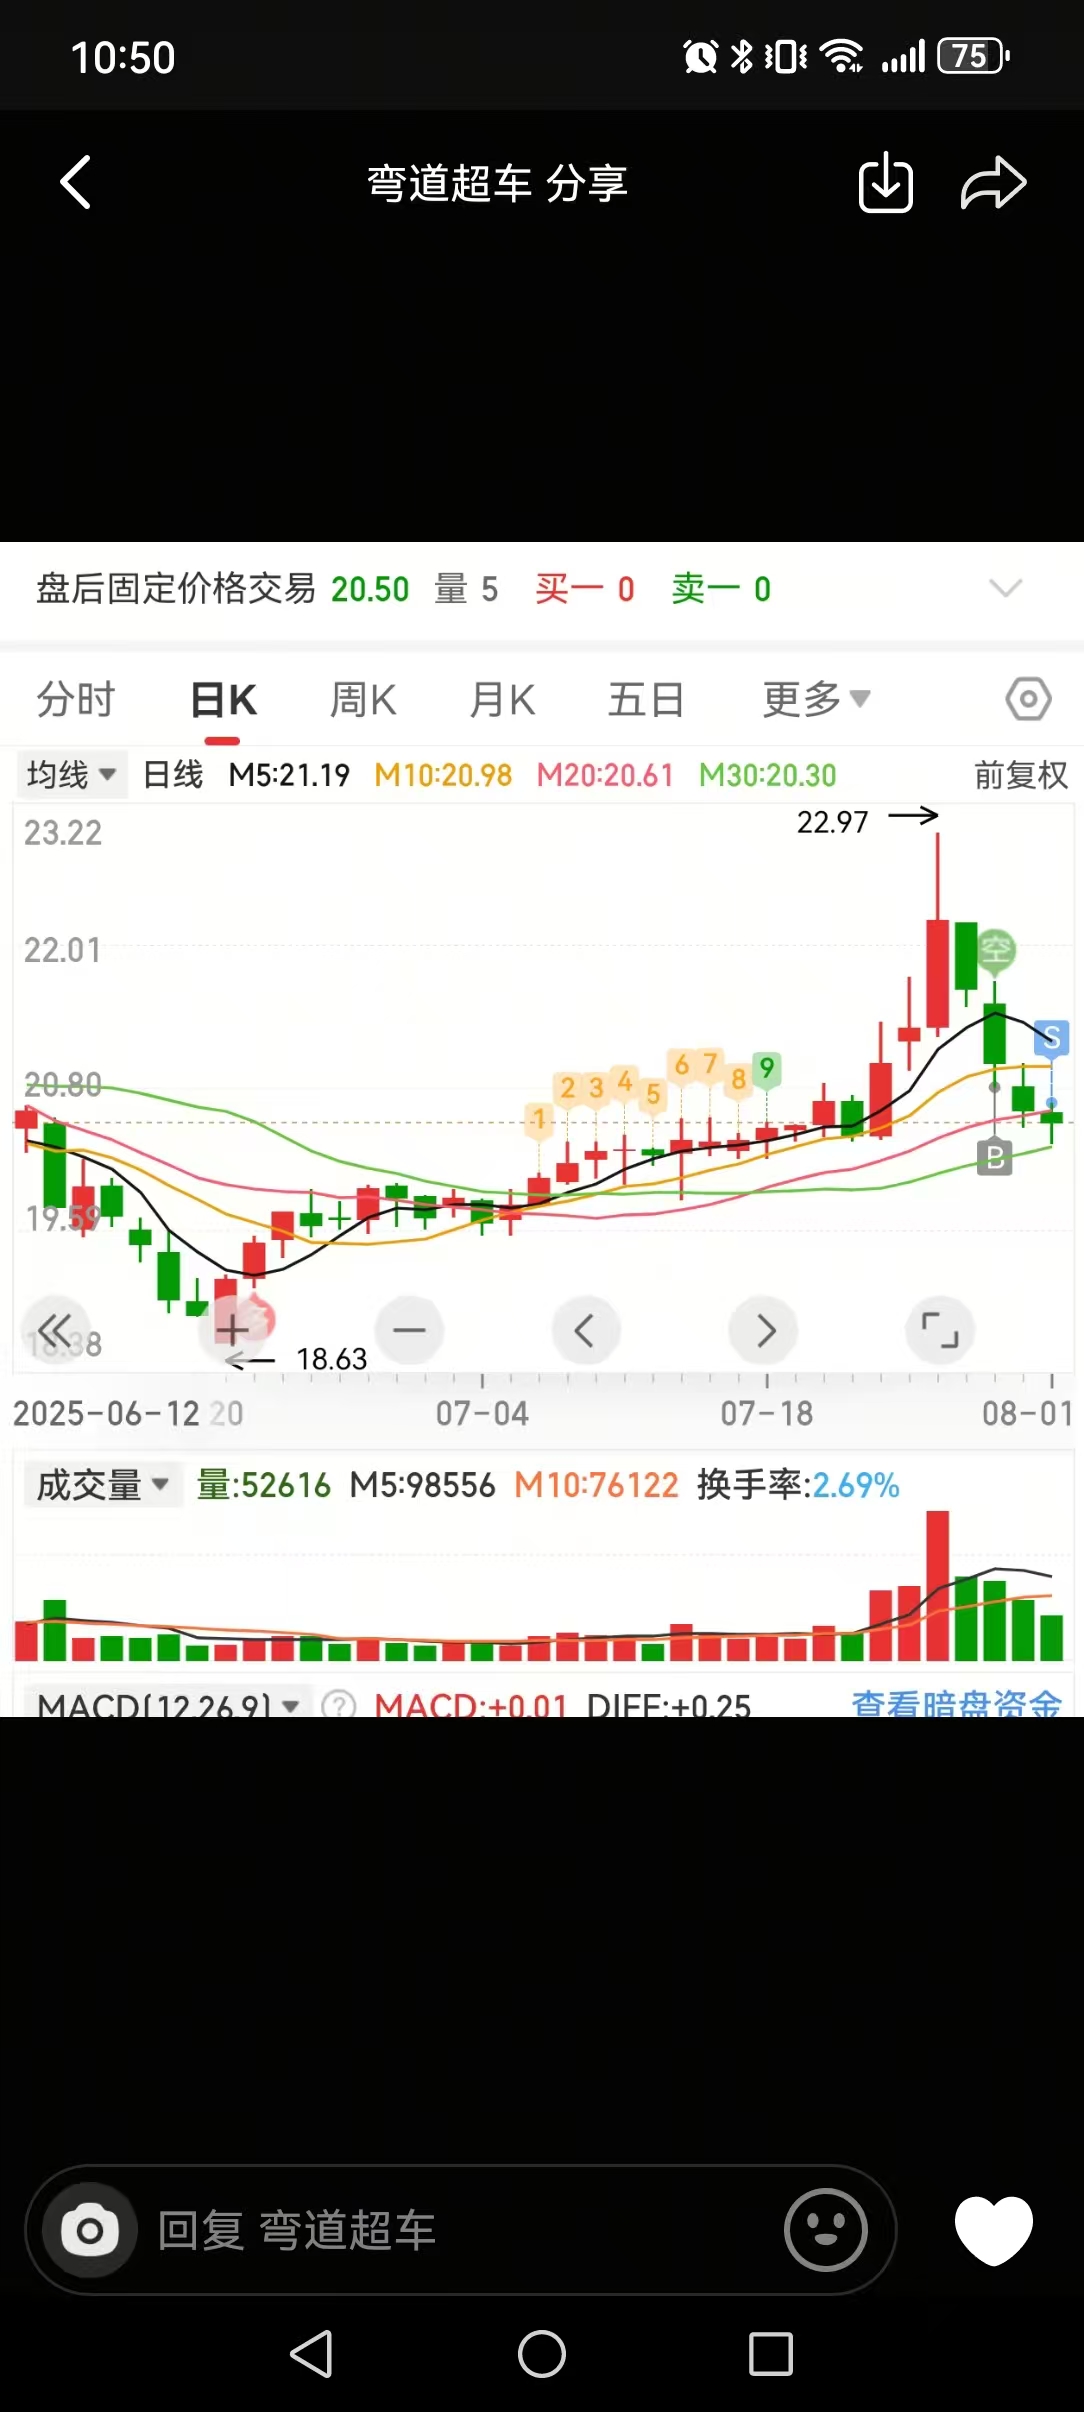 10:50
75
弯道超车 分享
盘后固定价格交易 20.50 量 5 买一 0 卖一 0
分时 日K 周K 月K 五日 更多
均线 日线 M5:21.19 M10:20.98 M20:20.61 M30:20.30 前复权
23.22
22.97
22.01
空
S
20.80
1 2 3 4 5 6 7 8 9
B
19.59
18.38
18.63
2025-06-12 20 07-04 07-18 08-01
成交量 量:52616 M5:98556 M10:76122 换手率:2.69%
MACD(12,26,9) ? MACD:+0.01 DIFF:+0.25 查看暗盘资金
回复 弯道超车